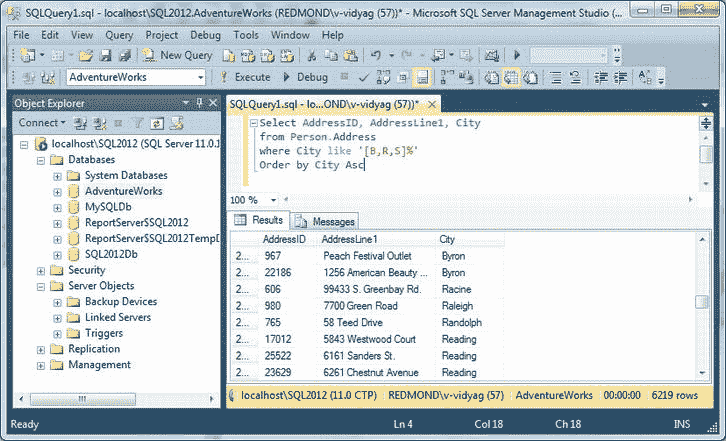 SQLQuery1.sql - localhost\SQL2012.AdventureWorks (REDMOND\v-vidyag (57))* - Microsoft SQL Server Management Studio (...
File Edit View Query Project Debug Tools Window Help
New Query
AdventureWorks Execute Debug
Object Explorer
Connect
localhost\SQL2012 (SQL Server 11.0.1
Databases
System Databases
AdventureWorks
MySQLDb
ReportServer$SQL2012
ReportServer$SQL2012TempD
SQL2012Db
Security
Server Objects
Backup Devices
Linked Servers
Triggers
Replication
Management
SQLQuery1.sql - lo...OND\v-vidyag (57))*
Select AddressID, AddressLine1, City
from Person.Address
where City like '[B,R,S]%'
Order by City Asc
100 %
Results Messages
AddressID AddressLine1 City
2... 967 Peach Festival Outlet Byron
2... 22186 1256 American Beauty ... Byron
2... 606 99433 S. Greenbay Rd. Racine
2... 980 7700 Green Road Raleigh
2... 765 58 Teed Drive Randolph
2... 17012 5843 Westwood Court Reading
2... 25522 6161 Sanders St. Reading
2... 23629 6261 Chestnut Avenue Reading
localhost\SQL2012 (11.0 CTP) REDMOND\v-vidyag (57) AdventureWorks 00:00:00 6219 rows
Ready Ln 4 Col 18 Ch 18 INS